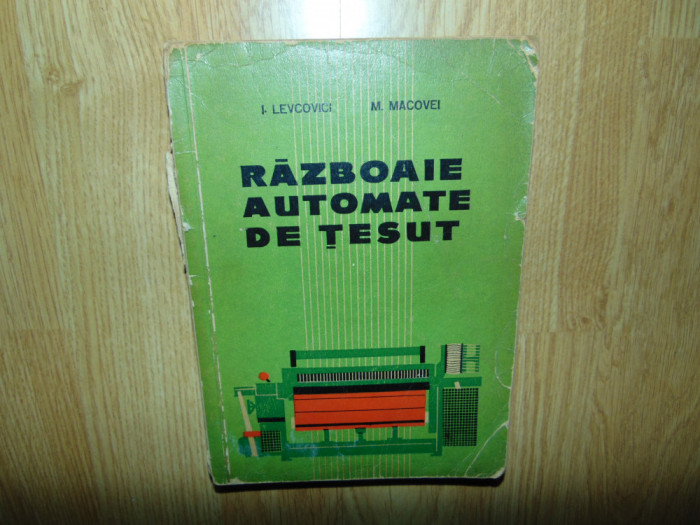 I. LEVCOVICI M. MACOVEI
RĂZBOAIE
AUTOMATE
DE ȚESUT